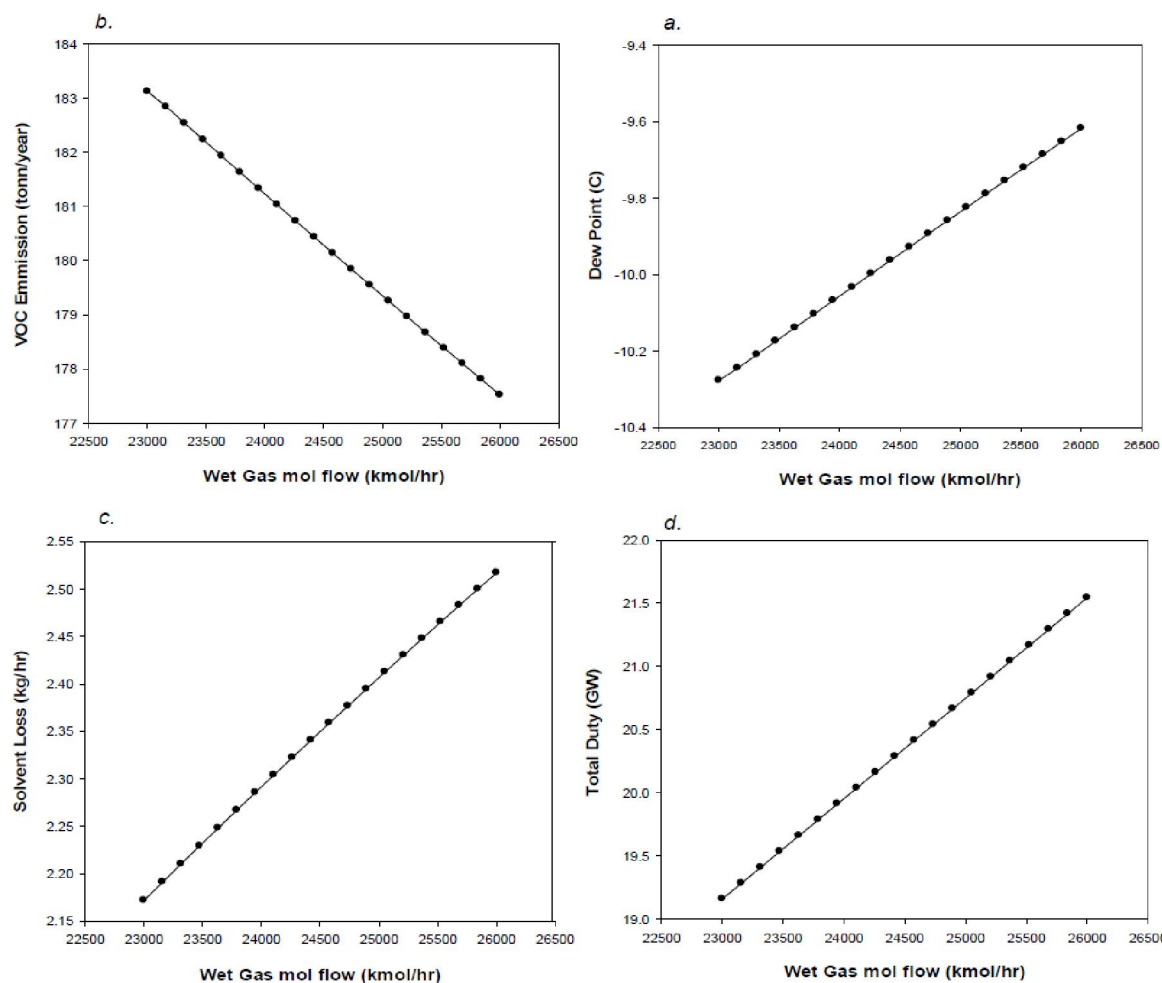 b.
184
183
182
181
180
179
178
177
VOC Emmission (tonn/year)
22500 23000 23500 24000 24500 25000 25500 26000 26500
Wet Gas mol flow (kmol/hr)
a.
-9.4
-9.6
-9.8
-10.0
-10.2
-10.4
Dew Point (C)
22500 23000 23500 24000 24500 25000 25500 26000 26500
Wet Gas mol flow (kmol/hr)
c.
2.55
2.50
2.45
2.40
2.35
2.30
2.25
2.20
2.15
Solvent Loss (kg/hr)
22500 23000 23500 24000 24500 25000 25500 26000 26500
Wet Gas mol flow (kmol/hr)
d.
22.0
21.5
21.0
20.5
20.0
19.5
19.0
Total Duty (GW)
22500 23000 23500 24000 24500 25000 25500 26000 26500
Wet Gas mol flow (kmol/hr)